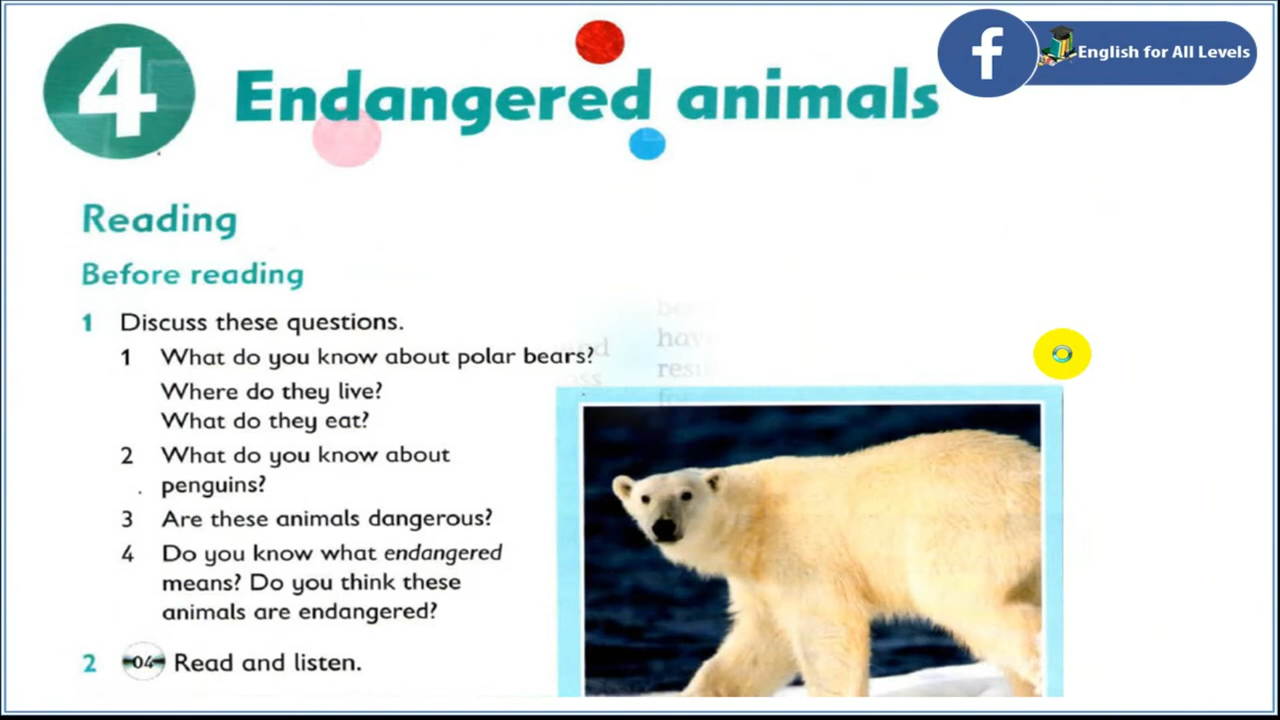 4 Endangered animals
f English for All Levels
Reading
Before reading
1 Discuss these questions.
1 What do you know about polar bears?
Where do they live?
What do they eat?
2 What do you know about
penguins?
3 Are these animals dangerous?
4 Do you know what endangered
means? Do you think these
animals are endangered?
2 04 Read and listen.